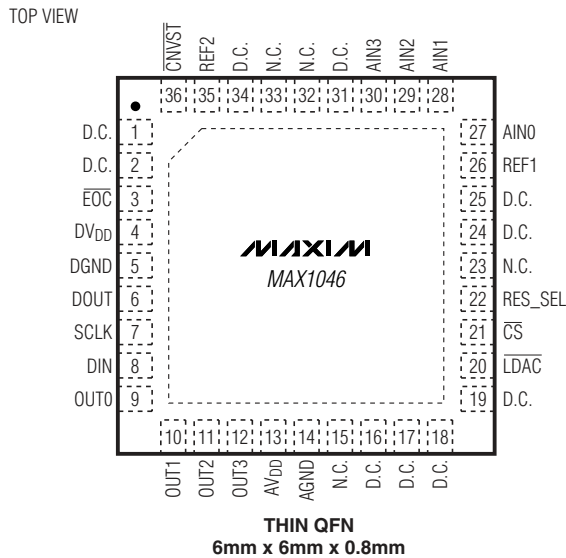 TOP VIEW
CNVST
REF2
D.C.
N.C.
N.C.
D.C.
AIN3
AIN2
AIN1
36 35 34 33 32 31 30 29 28
D.C. 1
D.C. 2
EOC 3
DVDD 4
DGND 5
DOUT 6
SCLK 7
DIN 8
OUT0 9
27 AIN0
26 REF1
25 D.C.
24 D.C.
23 N.C.
22 RES_SEL
21 CS
20 LDAC
19 D.C.
MAXIM
MAX1046
10 11 12 13 14 15 16 17 18
OUT1
OUT2
OUT3
AVDD
AGND
N.C.
D.C.
D.C.
D.C.
THIN QFN
6mm x 6mm x 0.8mm